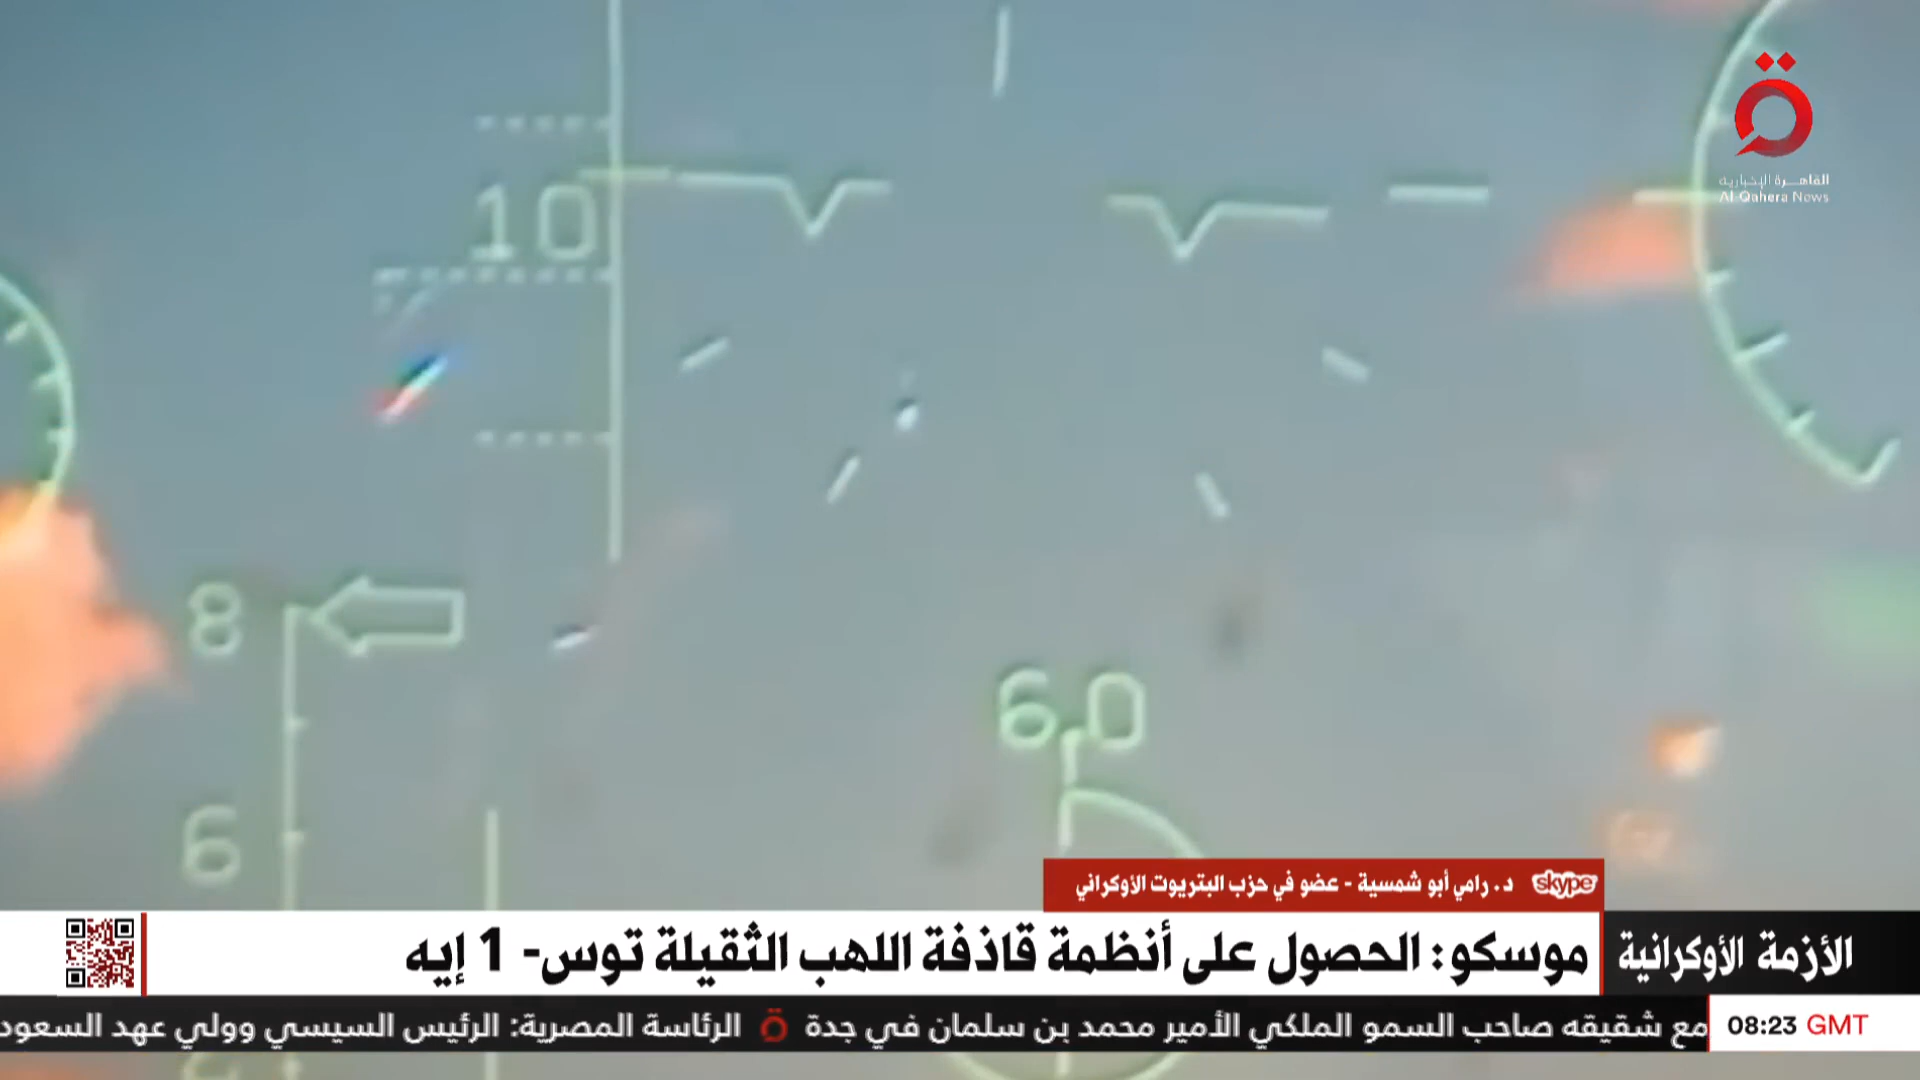 القاهـرة الإخبارية
Al Qahera News
10
8
6
60
skype د. رامي أبو شمسية - عضو في حزب البتريوت الأوكراني
الأزمة الأوكرانية
موسكو: الحصول على أنظمة قاذفة اللهب الثقيلة توس- 1 إيه
08:23 GMT
مع شقيقه صاحب السمو الملكي الأمير محمد بن سلمان في جدة الرئاسة المصرية: الرئيس السيسي وولي عهد السعود